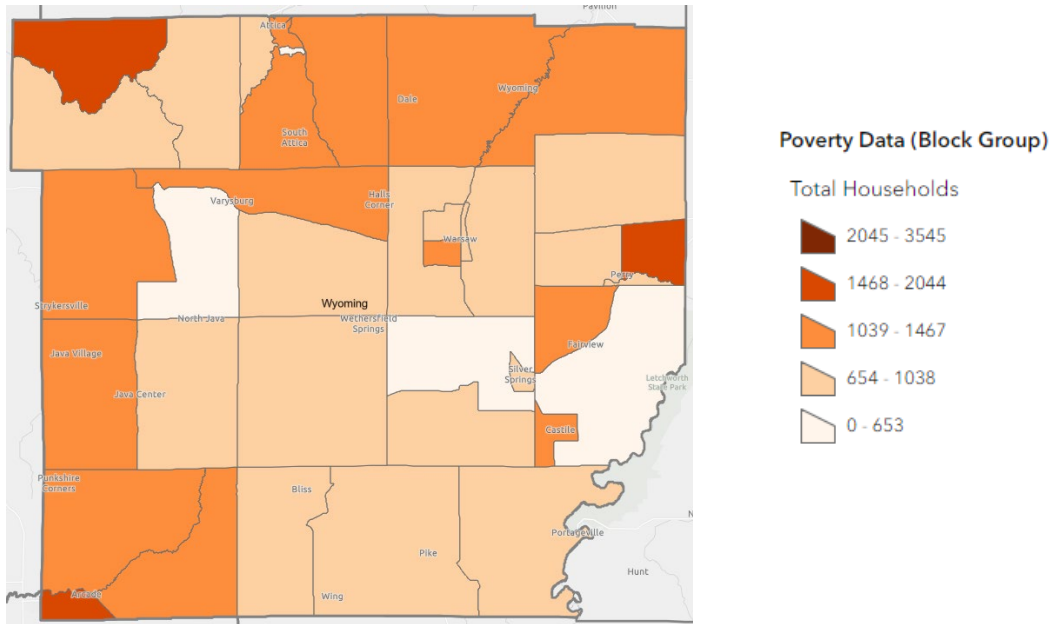 Pavilion
Attica
Dale
Wyoming
South
Attica
Halls
Corner
Varysburg
Warsaw
Perry
Strykersville
Wyoming
North Java
Wethersfield
Springs
Java Village
Fairview
Silver
Springs
Letchworth
State Park
Java Center
Castile
Punkshire
Corners
Bliss
Portageville
Pike
Hunt
Arcade
Wing
N
Poverty Data (Block Group)
Total Households
2045 - 3545
1468 - 2044
1039 - 1467
654 - 1038
0 - 653